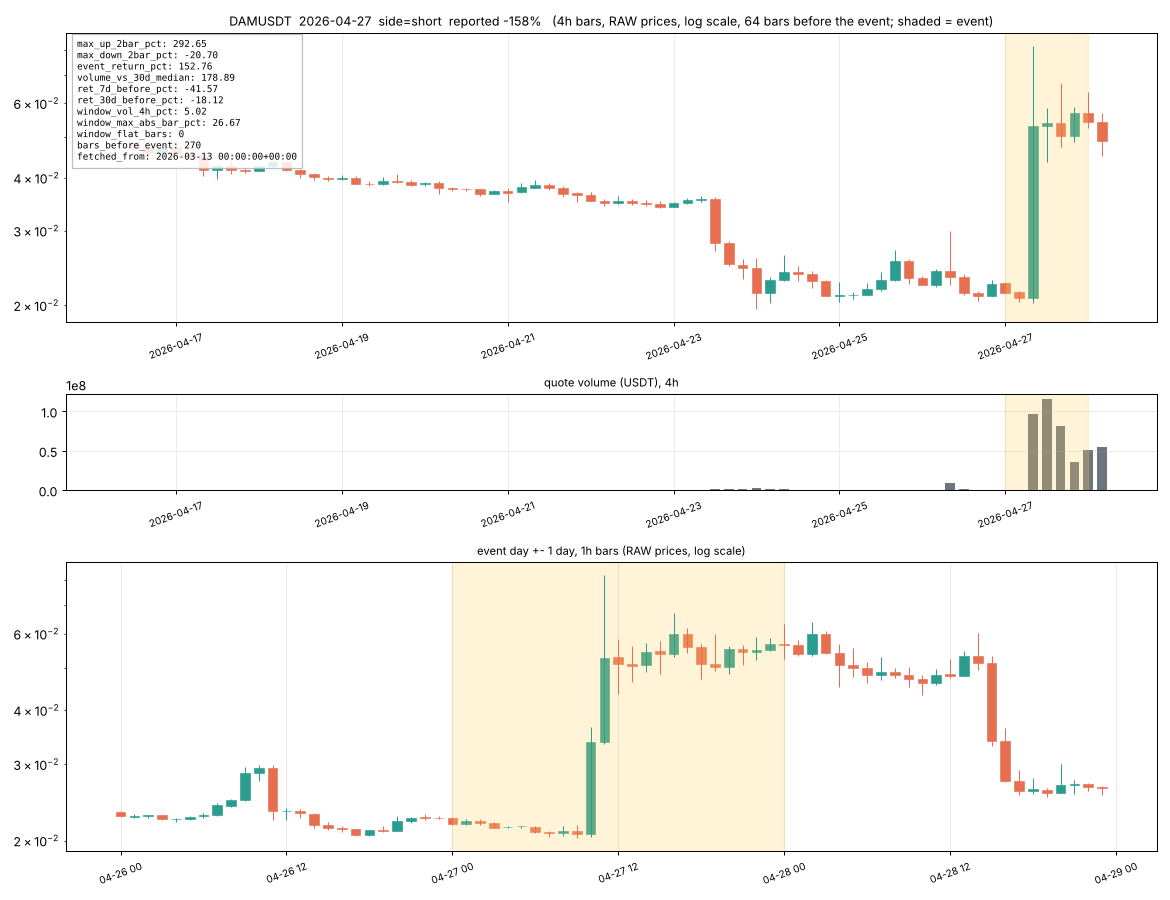 DAMUSDT 2026-04-27 side=short reported -158% (4h bars, RAW prices, log scale, 64 bars before the event; shaded = event)
max_up_2bar_pct: 292.65
max_down_2bar_pct: -20.70
event_return_pct: 152.76
volume_vs_30d_median: 178.89
ret_7d_before_pct: -41.57
ret_30d_before_pct: -18.12
window_vol_4h_pct: 5.02
window_max_abs_bar_pct: 26.67
window_flat_bars: 0
bars_before_event: 270
fetched_from: 2026-03-13 00:00:00+00:00
6 × 10⁻²
4 × 10⁻²
3 × 10⁻²
2 × 10⁻²
2026-04-17 2026-04-19 2026-04-21 2026-04-23 2026-04-25 2026-04-27
quote volume (USDT), 4h
1e8
1.0
0.5
0.0
2026-04-17 2026-04-19 2026-04-21 2026-04-23 2026-04-25 2026-04-27
event day +- 1 day, 1h bars (RAW prices, log scale)
6 × 10⁻²
4 × 10⁻²
3 × 10⁻²
2 × 10⁻²
04-26 00 04-26 12 04-27 00 04-27 12 04-28 00 04-28 12 04-29 00